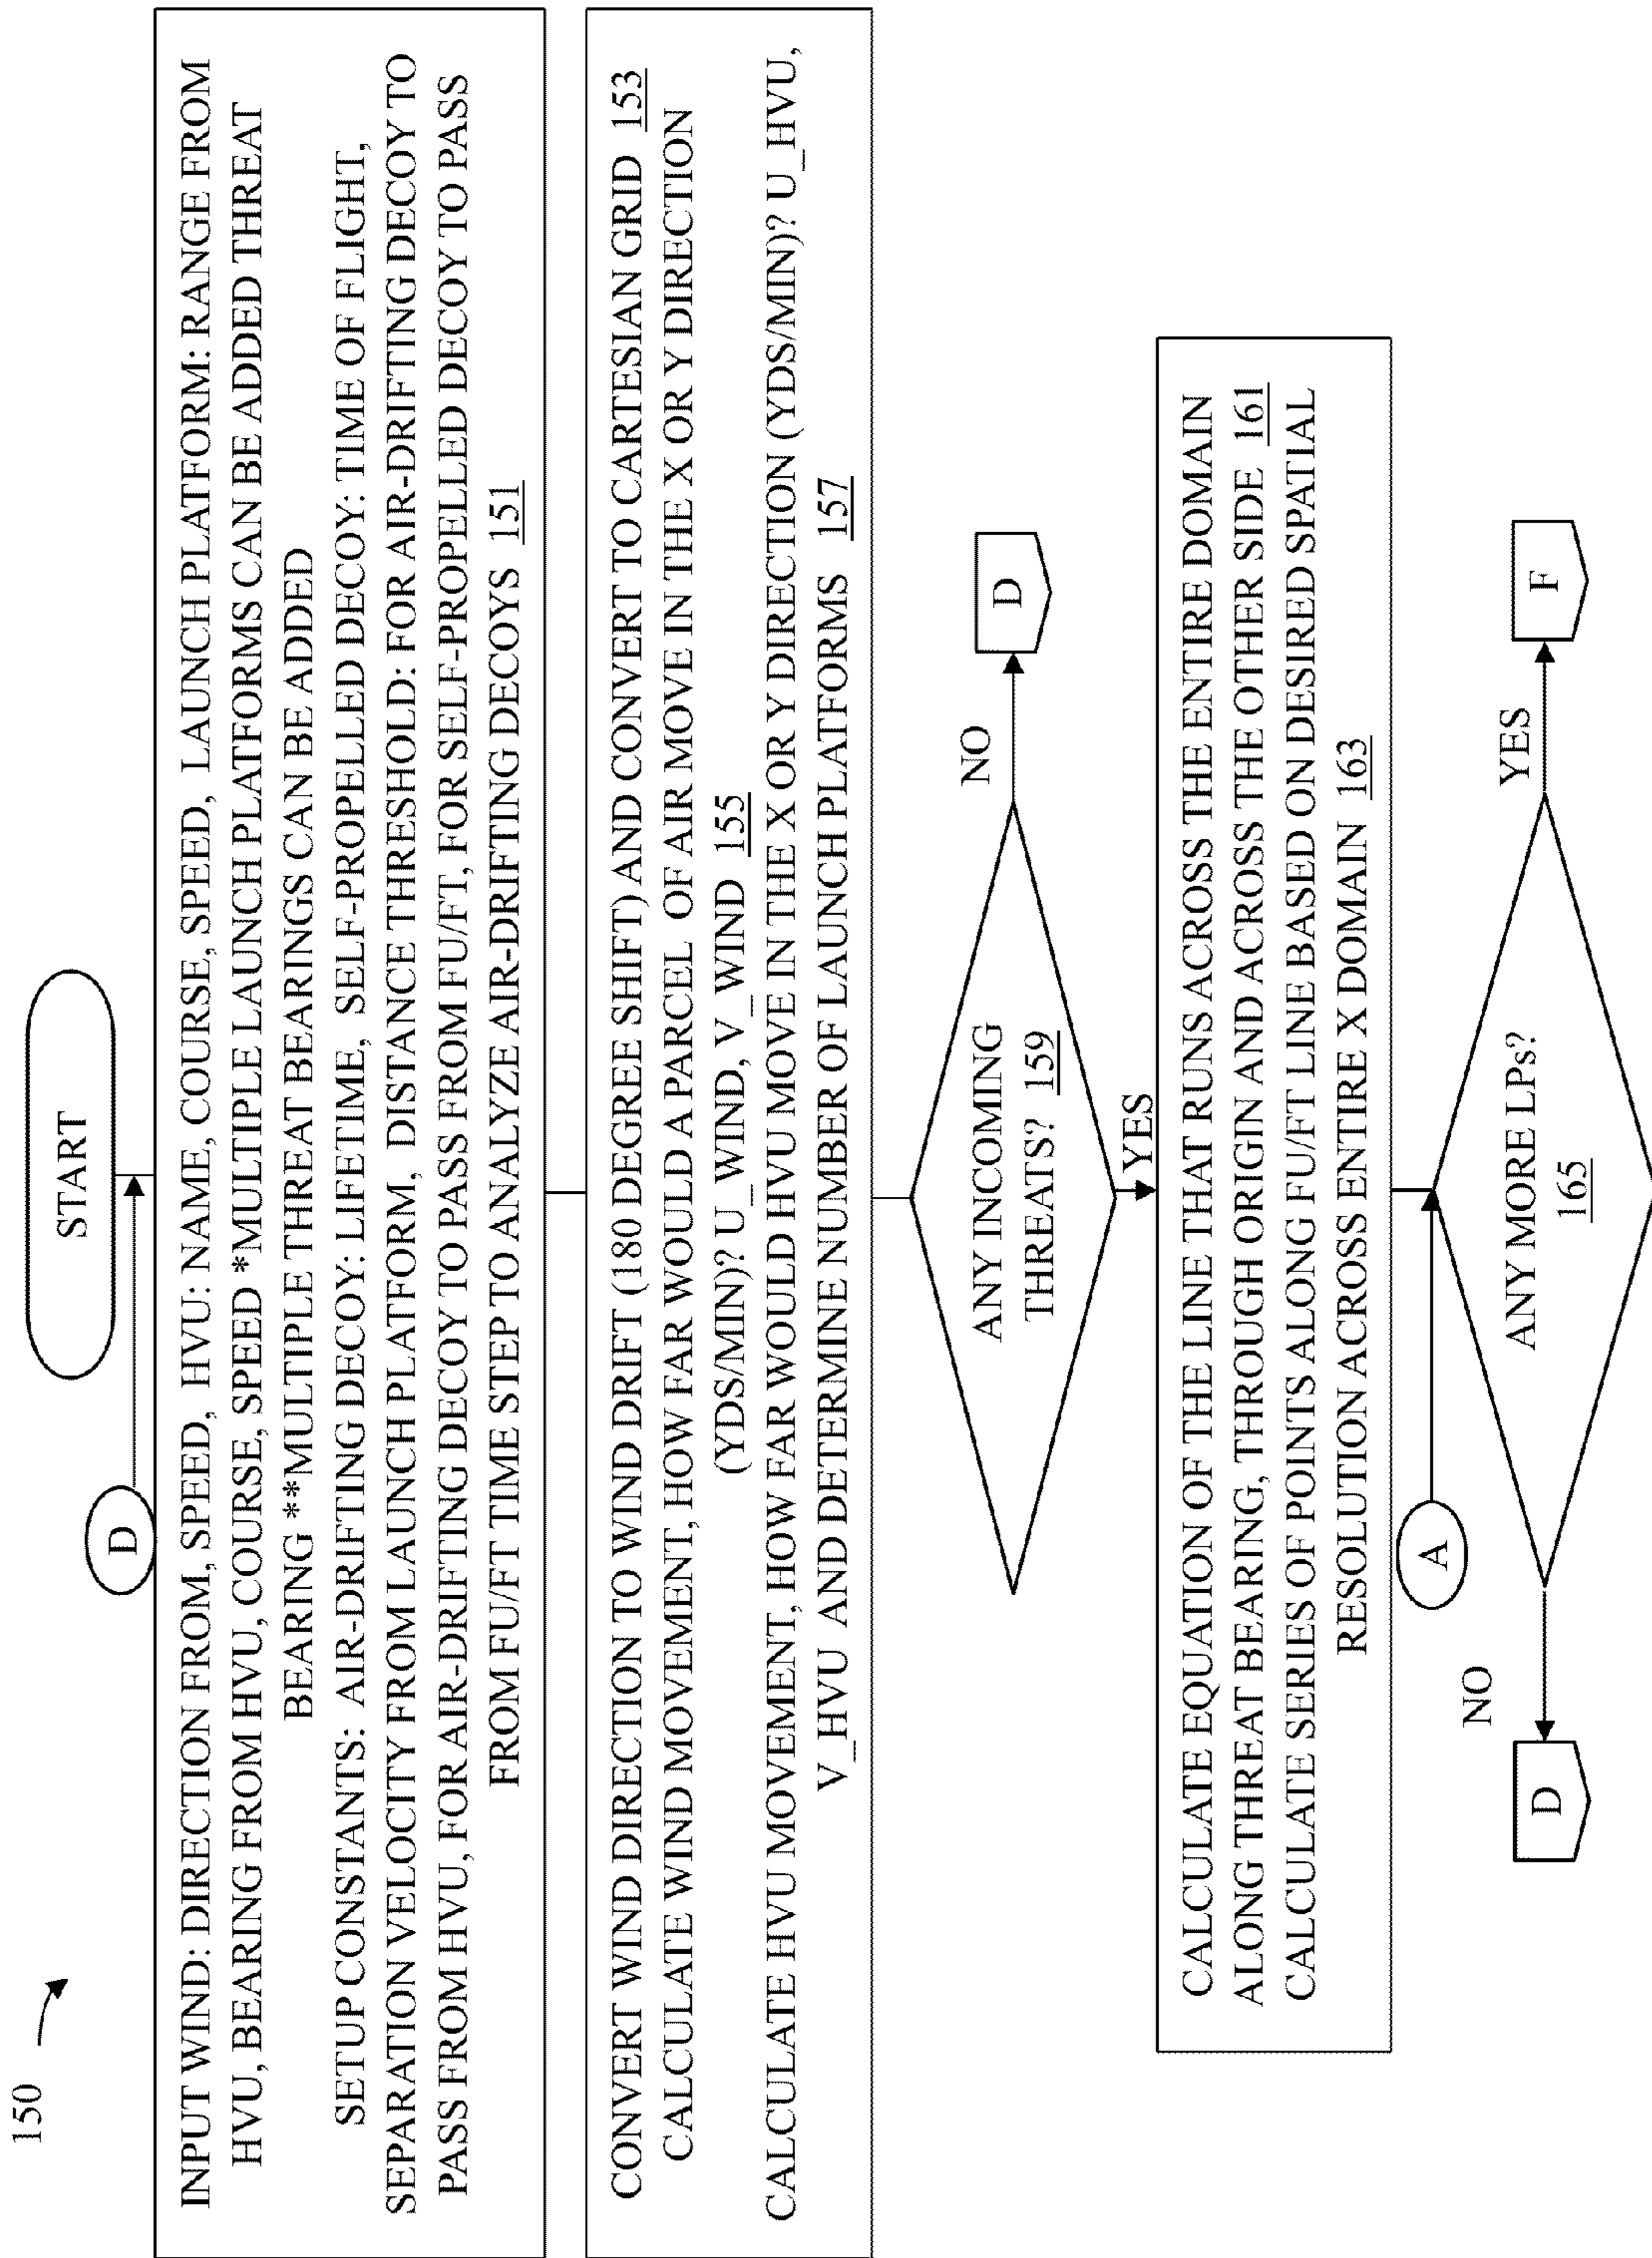 150
START
D
INPUT WIND: DIRECTION FROM, SPEED, HVU: NAME, COURSE, SPEED, LAUNCH PLATFORM: RANGE FROM
HVU, BEARING FROM HVU, COURSE, SPEED *MULTIPLE LAUNCH PLATFORMS CAN BE ADDED THREAT
BEARING **MULTIPLE THREAT BEARINGS CAN BE ADDED
SETUP CONSTANTS: AIR-DRIFTING DECOY: LIFETIME, SELF-PROPELLED DECOY: TIME OF FLIGHT,
SEPARATION VELOCITY FROM LAUNCH PLATFORM, DISTANCE THRESHOLD: FOR AIR-DRIFTING DECOY TO
PASS FROM HVU, FOR AIR-DRIFTING DECOY TO PASS FROM FU/FT, FOR SELF-PROPELLED DECOY TO PASS
FROM FU/FT TIME STEP TO ANALYZE AIR-DRIFTING DECOYS 151
CONVERT WIND DIRECTION TO WIND DRIFT (180 DEGREE SHIFT) AND CONVERT TO CARTESIAN GRID 153
CALCULATE WIND MOVEMENT, HOW FAR WOULD A PARCEL OF AIR MOVE IN THE X OR Y DIRECTION
(YDS/MIN)? U_WIND, V_WIND 155
CALCULATE HVU MOVEMENT, HOW FAR WOULD HVU MOVE IN THE X OR Y DIRECTION (YDS/MIN)? U_HVU,
V_HVU AND DETERMINE NUMBER OF LAUNCH PLATFORMS 157
ANY INCOMING
THREATS? 159
NO
D
YES
CALCULATE EQUATION OF THE LINE THAT RUNS ACROSS THE ENTIRE DOMAIN
ALONG THREAT BEARING, THROUGH ORIGIN AND ACROSS THE OTHER SIDE 161
CALCULATE SERIES OF POINTS ALONG FU/FT LINE BASED ON DESIRED SPATIAL
RESOLUTION ACROSS ENTIRE X DOMAIN 163
A
ANY MORE LPs?
165
NO
D
YES
F